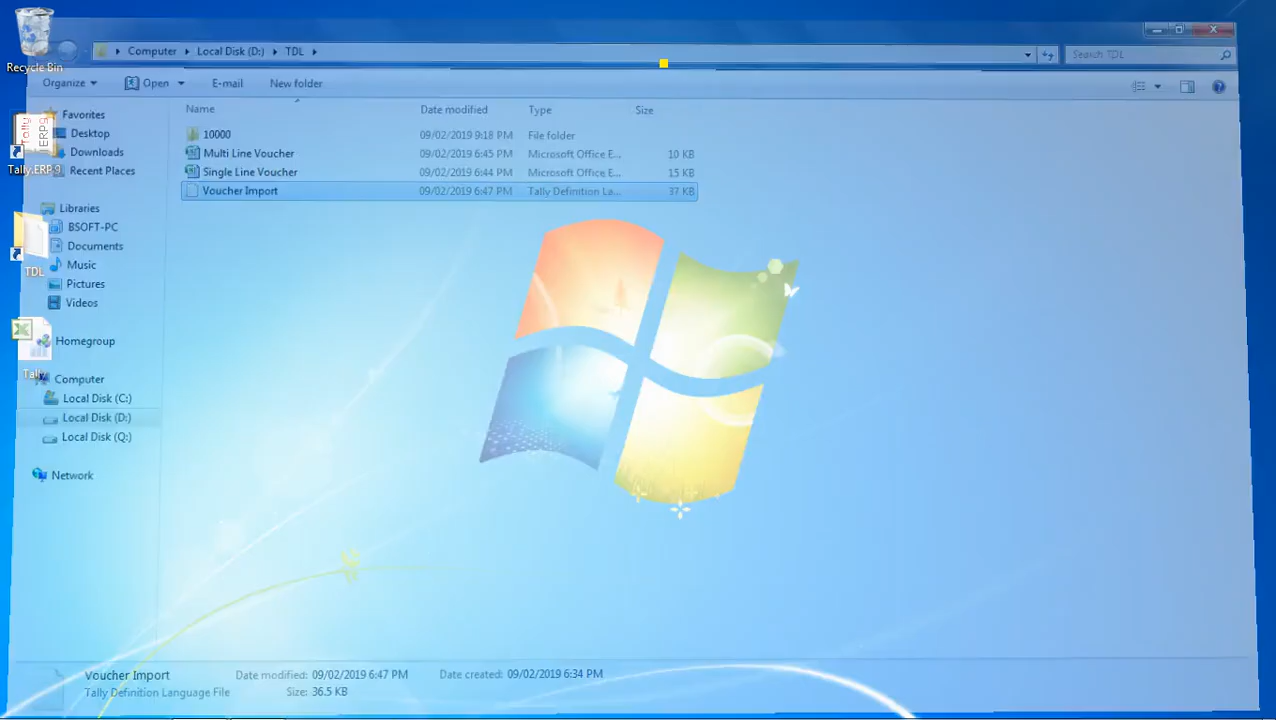 Recycle Bin
Tally ERP 9
Tally.ERP 9
TDL
Tally
Computer
Local Disk (D:)
TDL
Search TDL
Organize
Open
E-mail
New folder
Favorites
Desktop
Downloads
Recent Places
Libraries
BSOFT-PC
Documents
Music
Pictures
Videos
Homegroup
Computer
Local Disk (C:)
Local Disk (D:)
Local Disk (Q:)
Network
Name Date modified Type Size
10000 09/02/2019 9:18 PM File folder
Multi Line Voucher 09/02/2019 6:45 PM Microsoft Office E... 10 KB
Single Line Voucher 09/02/2019 6:44 PM Microsoft Office E... 15 KB
Voucher Import 09/02/2019 6:47 PM Tally Definition La... 37 KB
Voucher Import Date modified: 09/02/2019 6:47 PM Date created: 09/02/2019 6:34 PM
Tally Definition Language File Size: 36.5 KB